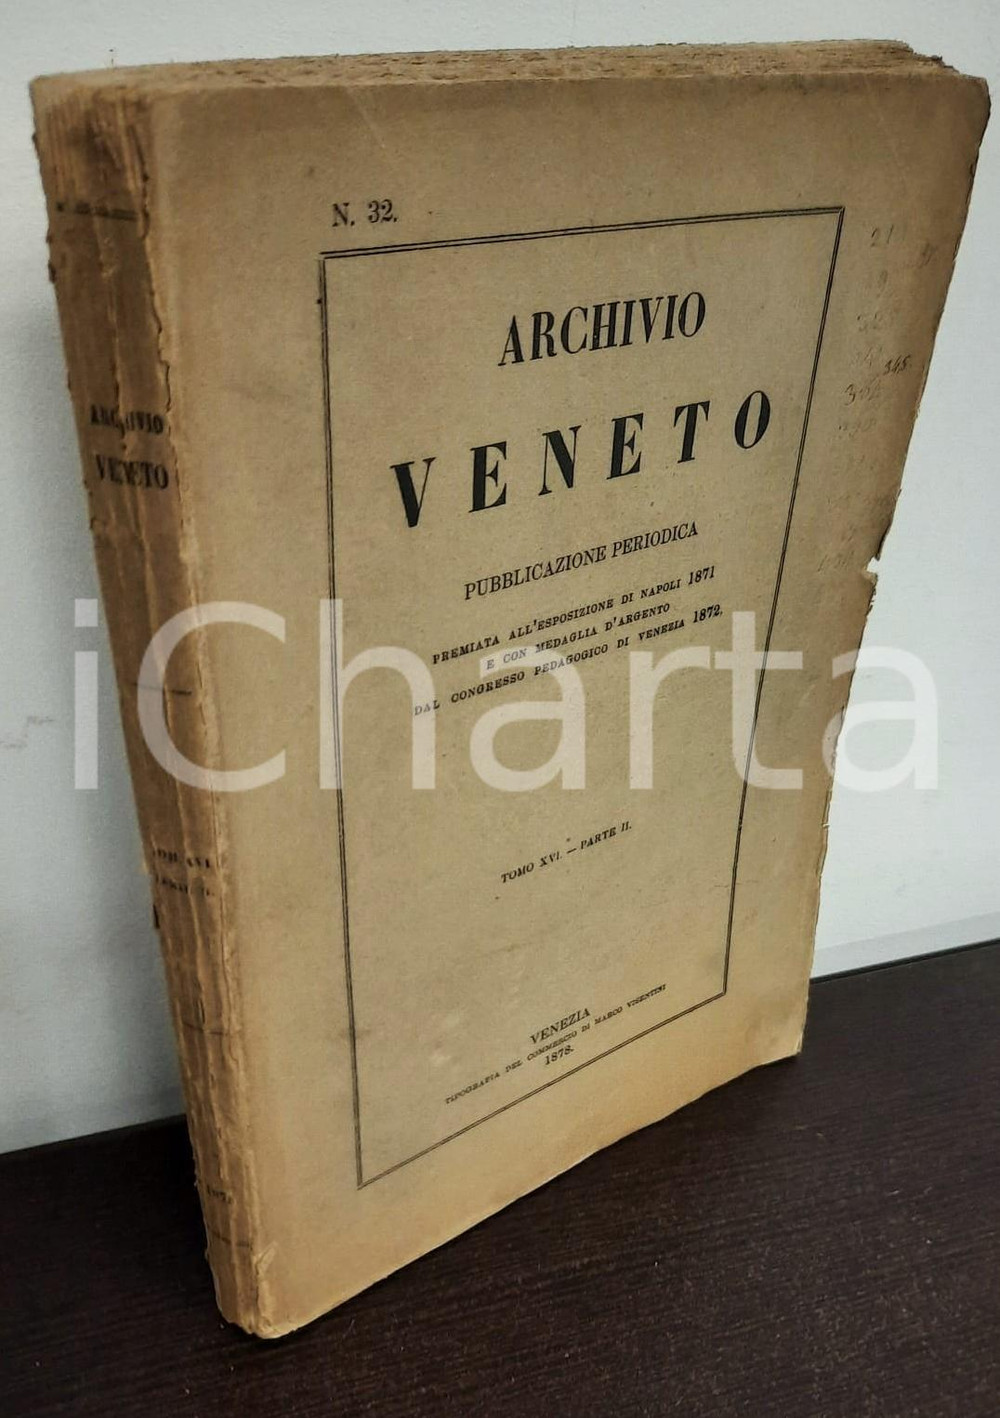 N. 32.
ARCHIVIO
VENETO
PUBBLICAZIONE PERIODICA
PREMIATA ALL'ESPOSIZIONE DI NAPOLI 1871
E CON MEDAGLIA D'ARGENTO
DAL CONGRESSO PEDAGOGICO DI VENEZIA 1872.
TOMO XVI. — PARTE II.
VENEZIA
TIPOGRAFIA DEL COMMERCIO DI MARCO VISENTINI
1878.
ARCHIVIO
VENETO
345
iCharta